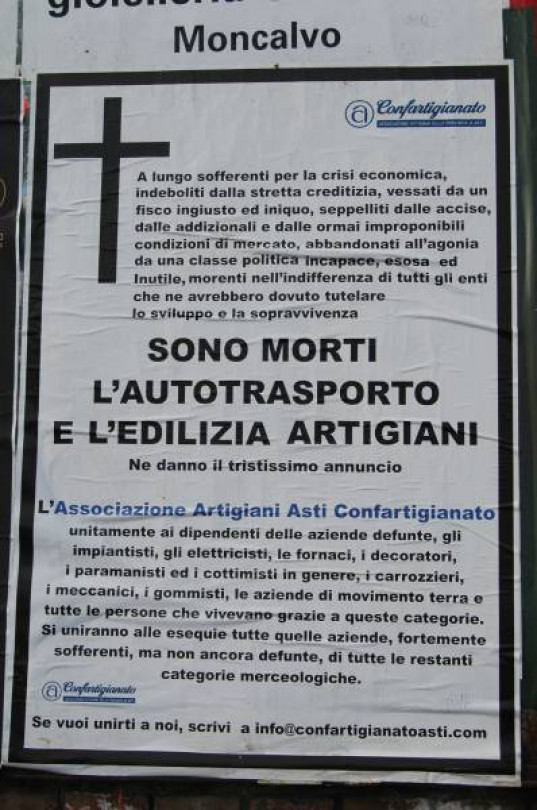 Moncalvo
Confartigianato
A lungo sofferenti per la crisi economica,
indeboliti dalla stretta creditizia, vessati da un
fisco ingiusto ed iniquo, seppelliti dalle accise,
dalle addizionali e dalle ormai improponibili
condizioni di mercato, abbandonati all'agonia
da una classe politica incapace, esosa ed
Inutile, morenti nell'indifferenza di tutti gli enti
che ne avrebbero dovuto tutelare
lo sviluppo e la sopravvivenza
SONO MORTI
L'AUTOTRASPORTO
E L'EDILIZIA ARTIGIANI
Ne danno il tristissimo annuncio
L'Associazione Artigiani Asti Confartigianato
unitamente ai dipendenti delle aziende defunte, gli
impiantisti, gli elettricisti, le fornaci, i decoratori,
i paramanisti ed i cottimisti in genere, i carrozzieri,
i meccanici, i gommisti, le aziende di movimento terra e
tutte le persone che vivevano grazie a queste categorie.
Si uniranno alle esequie tutte quelle aziende, fortemente
sofferenti, ma non ancora defunte, di tutte le restanti
categorie merceologiche.
Confartigianato
Se vuoi unirti a noi, scrivi a info@confartigianatoasti.com